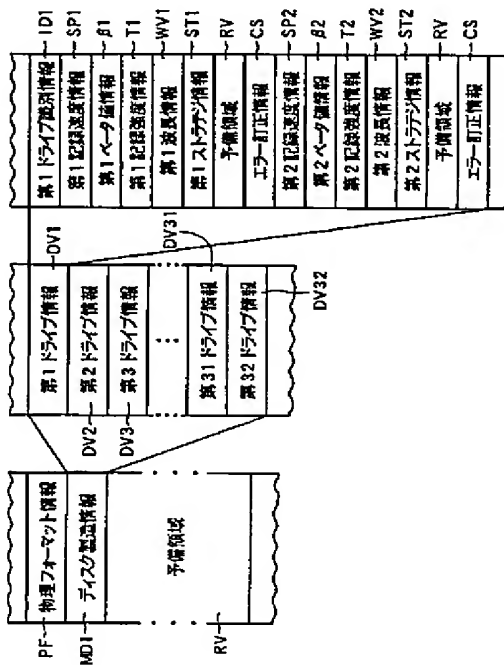 PF 物理フォーマット情報
MD1 ディスク製造情報
RV 予備領域
第1ドライブ情報 DV1
DV2 第2ドライブ情報
DV3 第3ドライブ情報
第31ドライブ情報 DV31
第32ドライブ情報 DV32
第1ドライブ識別情報 ID1
第1記録速度情報 SP1
第1ベータ値情報 β1
第1記録強度情報 T1
第1波長情報 WV1
第1ストラテジ情報 ST1
予備領域 RV
エラー訂正情報 CS
第2記録速度情報 SP2
第2ベータ値情報 β2
第2記録強度情報 T2
第2波長情報 WV2
第2ストラテジ情報 ST2
予備領域 RV
エラー訂正情報 CS